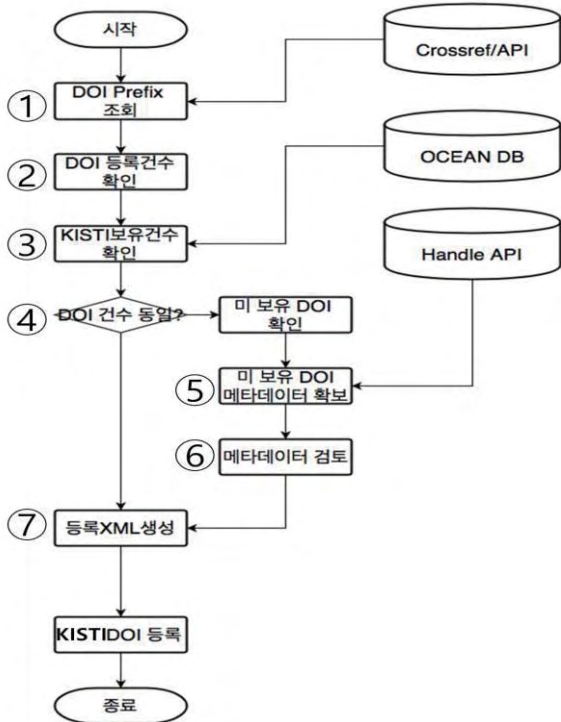 시작
Crossref/API
① DOI Prefix
조회
② DOI 등록건수
확인
OCEAN DB
③ KISTI보유건수
확인
Handle API
④ DOI 건수 동일?
미 보유 DOI
확인
⑤ 미 보유 DOI
메타데이터 확보
⑥ 메타데이터 검토
⑦ 등록XML생성
KISTIDOI 등록
종료